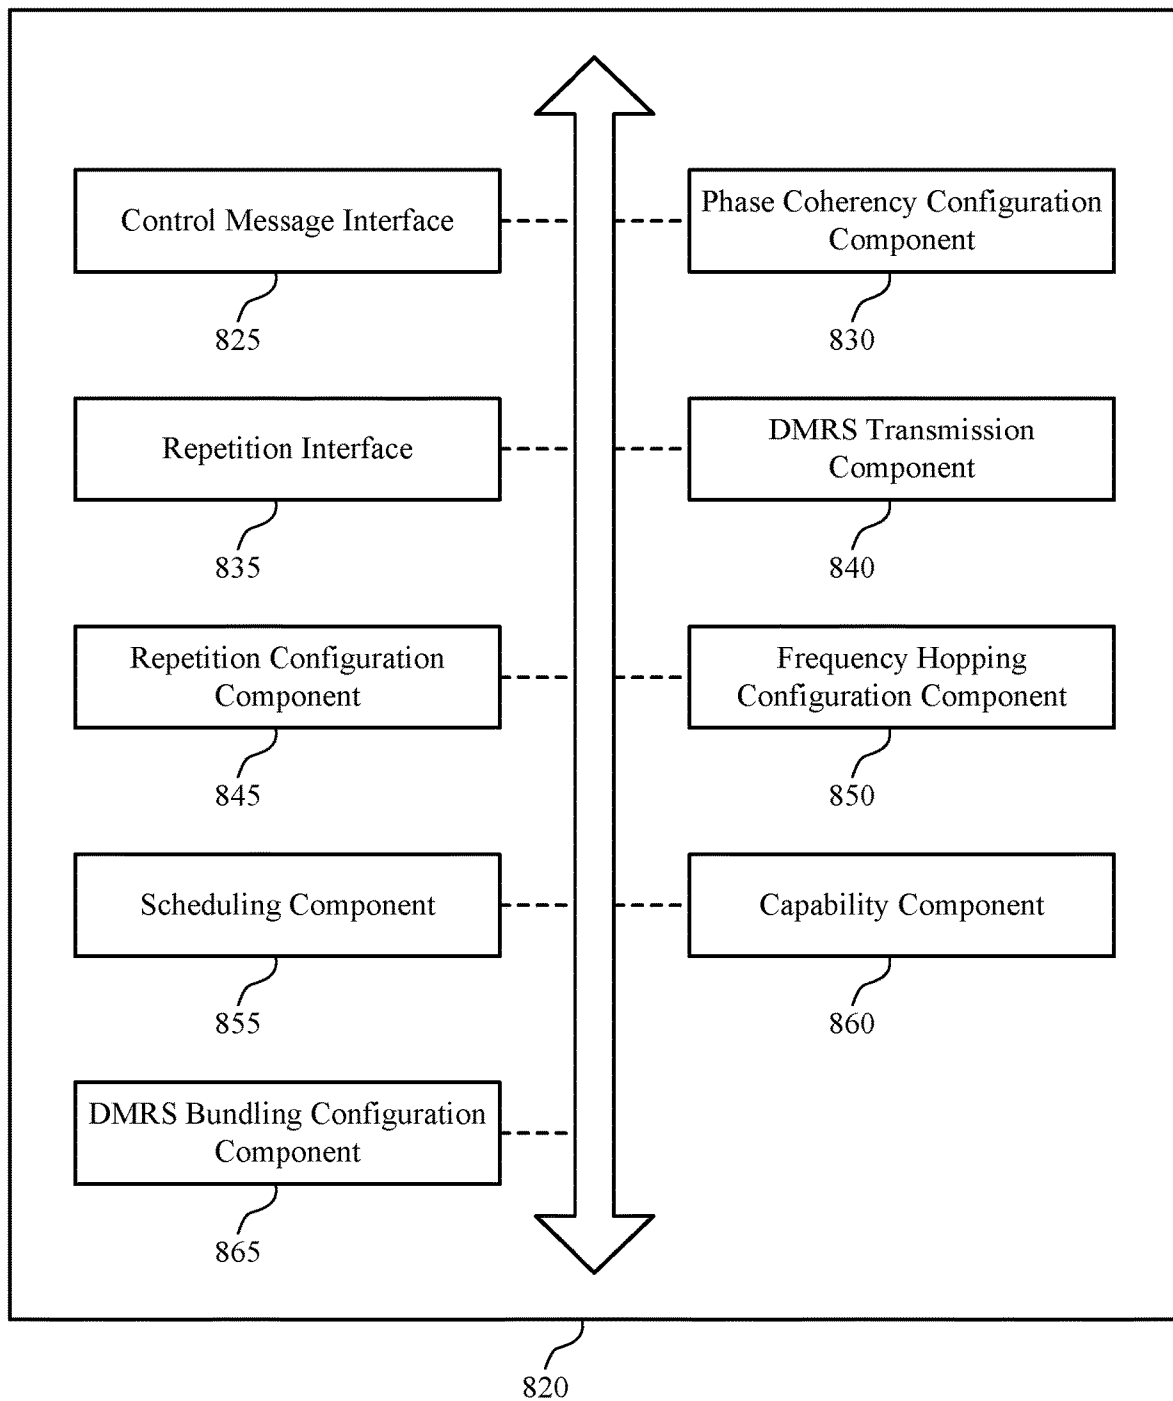 Control Message Interface
825
Phase Coherency Configuration
Component
830
Repetition Interface
835
DMRS Transmission
Component
840
Repetition Configuration
Component
845
Frequency Hopping
Configuration Component
850
Scheduling Component
855
Capability Component
860
DMRS Bundling Configuration
Component
865
820